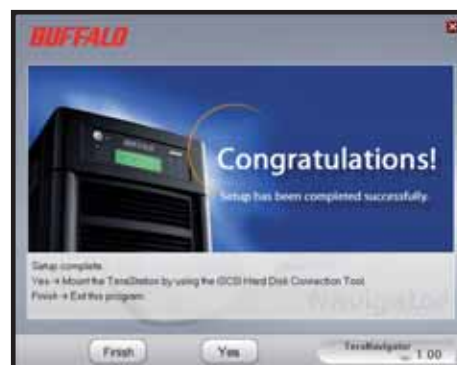 BUFFALO
Congratulations!
Setup has been completed successfully.
Setup complete.
Yes → Mount the TeraStation by using the iSCSI Hard Disk Connection Tool.
Finish → Exit this program.
Navigator
Finish
Yes
TeraNavigator
1.00